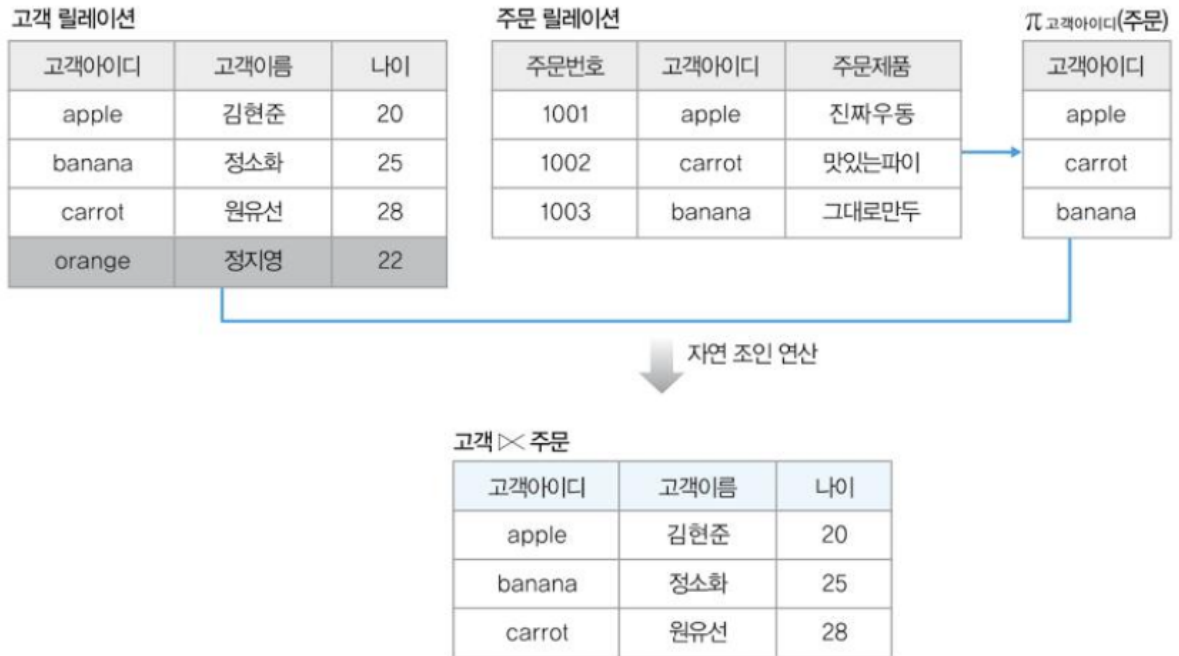 고객 릴레이션
고객아이디 고객이름 나이
apple 김현준 20
banana 정소화 25
carrot 원유선 28
orange 정지영 22
주문 릴레이션
주문번호 고객아이디 주문제품
1001 apple 진짜우동
1002 carrot 맛있는파이
1003 banana 그대로만두
π고객아이디(주문)
고객아이디
apple
carrot
banana
자연 조인 연산
고객 ⋉ 주문
고객아이디 고객이름 나이
apple 김현준 20
banana 정소화 25
carrot 원유선 28